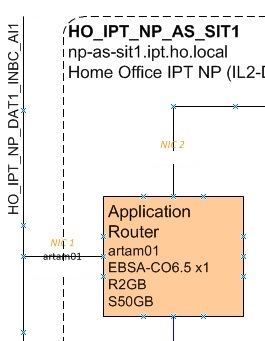 HO_IPT_NP_AS_SIT1
np-as-sit1.ipt.ho.local
Home Office IPT NP (IL2-D
HO_IPT_NP_DAT1_INBC_AI1
NIC 2
NIC 1
artam01
Application
Router
artam01
EBSA-CO6.5 x1
R2GB
S50GB